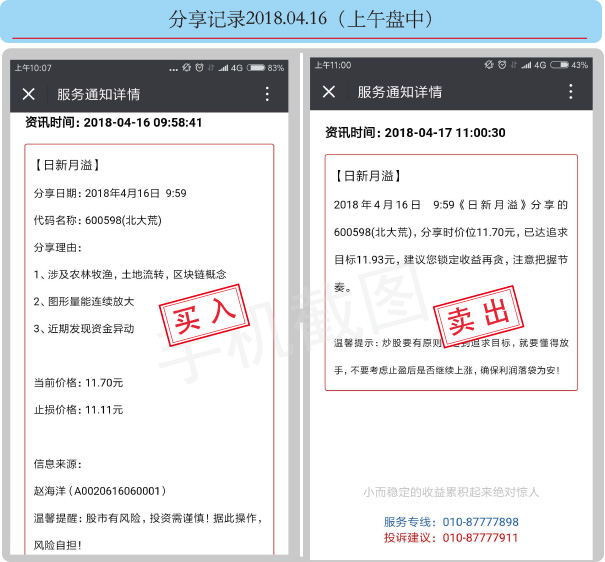 分享记录2018.04.16（上午盘中）
上午10:07
4G 83%
服务通知详情
资讯时间: 2018-04-16 09:58:41
【日新月溢】
分享日期: 2018年4月16日 9:59
代码名称: 600598(北大荒)
分享理由:
1、涉及农林牧渔，土地流转，区块链概念
2、图形量能连续放大
3、近期发现资金异动
买入
当前价格: 11.70元
止损价格: 11.11元
信息来源:
赵海洋（A0020616060001）
温馨提醒: 股市有风险，投资需谨慎！据此操作，
风险自担！
上午11:00
4G 43%
服务通知详情
资讯时间: 2018-04-17 11:00:30
【日新月溢】
2018年4月16日 9:59《日新月溢》分享的
600598(北大荒)，分享时价位11.70元，已达追求
目标11.93元，建议您锁定收益再贪，注意把握节
奏。
卖出
温馨提示: 炒股要有原则 到追求目标，就要懂得放
手，不要考虑止盈后是否继续上涨，确保利润落袋为安！
小而稳定的收益累积起来绝对惊人
服务专线: 010-87777898
投诉建议: 010-87777911
手机截图